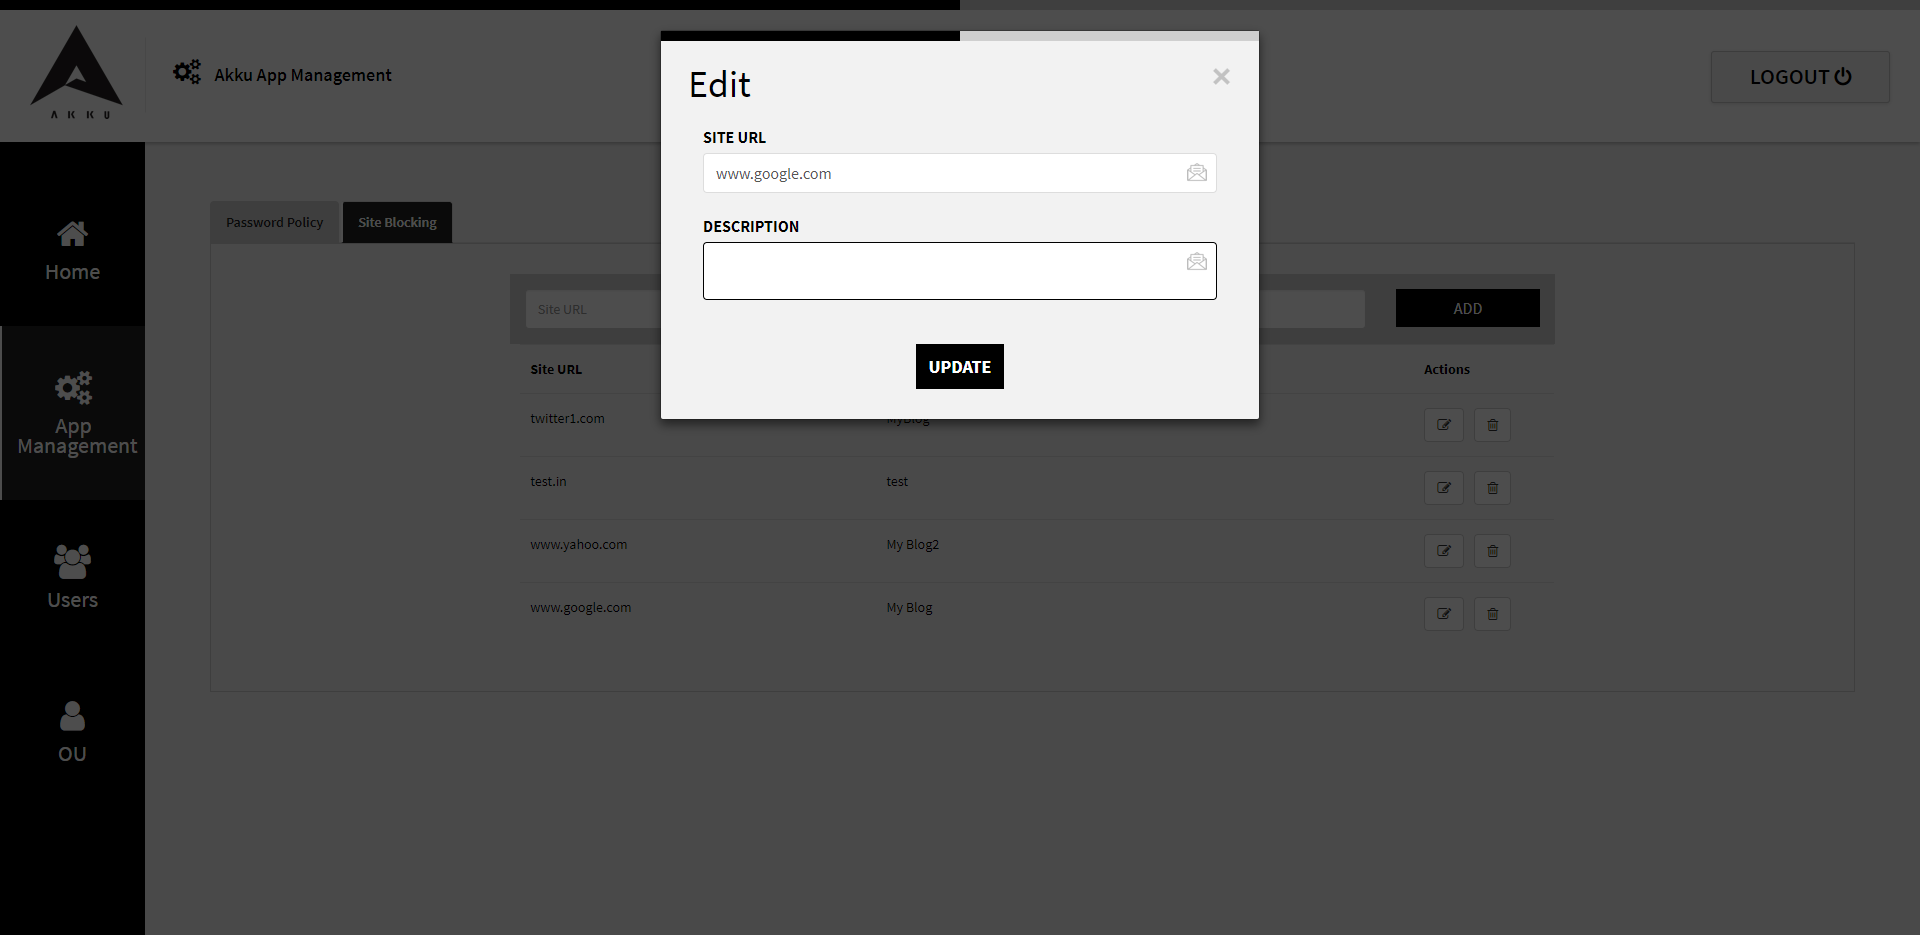 AKKU
Akku App Management
LOGOUT
Edit
×
SITE URL
www.google.com
DESCRIPTION
UPDATE
Home
App
Management
Users
OU
Password Policy
Site Blocking
Site URL
ADD
Site URL
Actions
twitter1.com
MyBlog
test.in
test
www.yahoo.com
My Blog2
www.google.com
My Blog